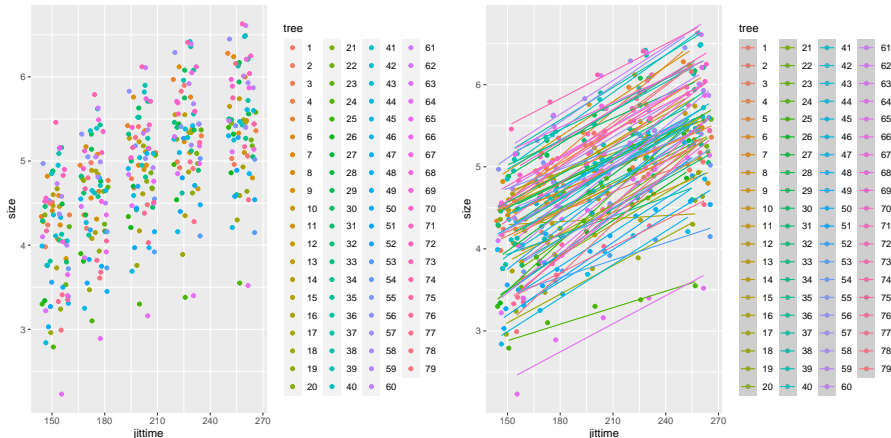 tree
1 21 41 61
2 22 42 62
3 23 43 63
4 24 44 64
5 25 45 65
6 26 46 66
7 27 47 67
8 28 48 68
9 29 49 69
10 30 50 70
11 31 51 71
12 32 52 72
13 33 53 73
14 34 54 74
15 35 55 75
16 36 56 76
17 37 57 77
18 38 58 78
19 39 59 79
20 40 60
6
5
4
3
size
150 180 210 240 270
jittime
tree
1 21 41 61
2 22 42 62
3 23 43 63
4 24 44 64
5 25 45 65
6 26 46 66
7 27 47 67
8 28 48 68
9 29 49 69
10 30 50 70
11 31 51 71
12 32 52 72
13 33 53 73
14 34 54 74
15 35 55 75
16 36 56 76
17 37 57 77
18 38 58 78
19 39 59 79
20 40 60
6
5
4
3
size
150 180 210 240 270
jittime